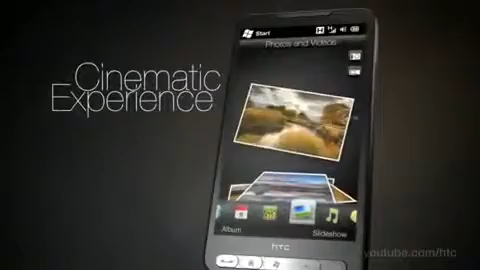 Cinematic
Experience
Start
Photos and Videos
Album
Slideshow
hTC
youtube.com/htc